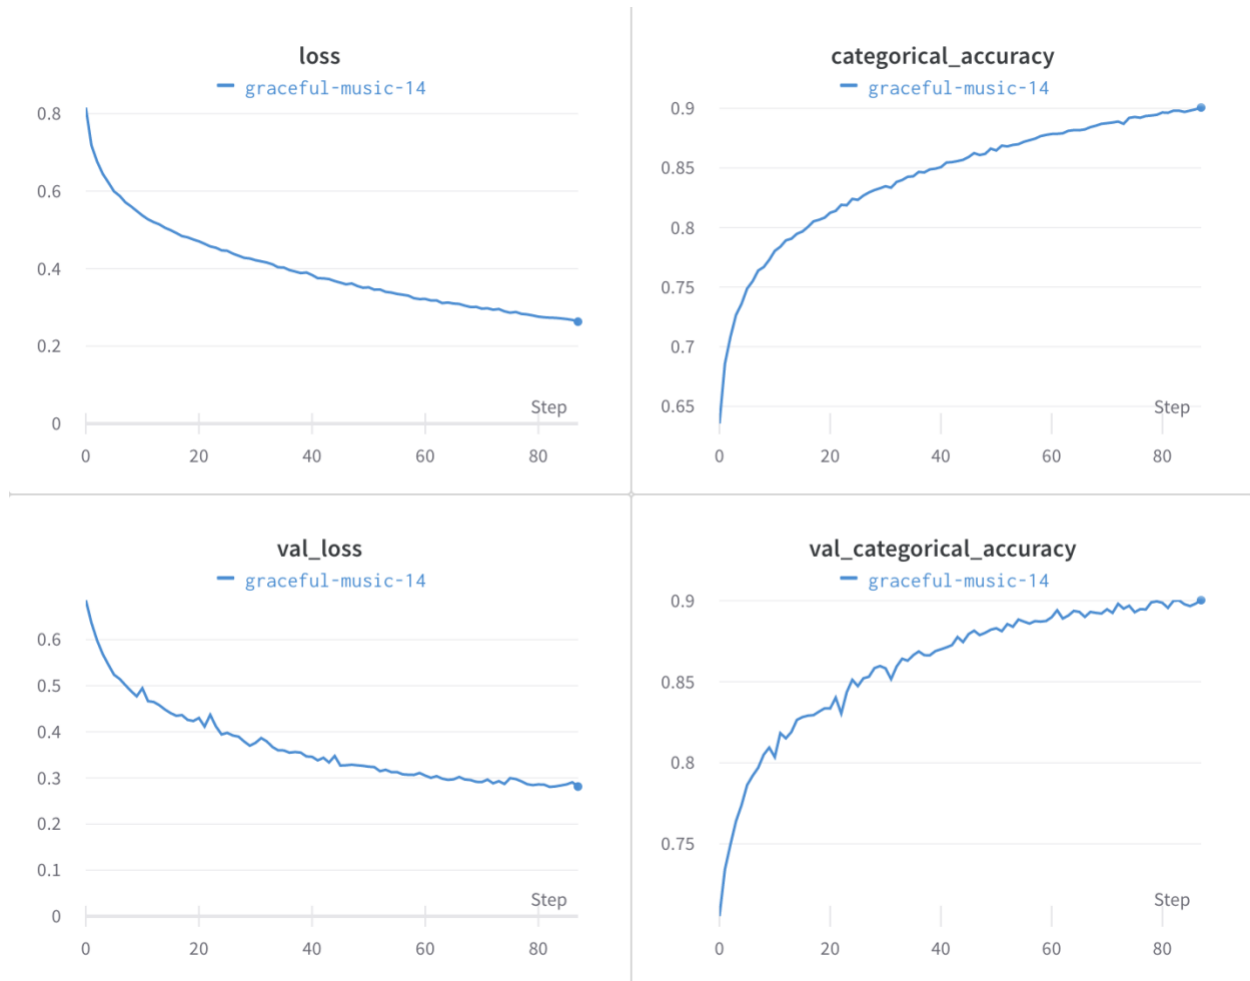 loss
graceful-music-14
0.8
0.6
0.4
0.2
0
Step
0 20 40 60 80
categorical_accuracy
graceful-music-14
0.9
0.85
0.8
0.75
0.7
0.65
Step
0 20 40 60 80
val_loss
graceful-music-14
0.6
0.5
0.4
0.3
0.2
0.1
0
Step
0 20 40 60 80
val_categorical_accuracy
graceful-music-14
0.9
0.85
0.8
0.75
Step
0 20 40 60 80